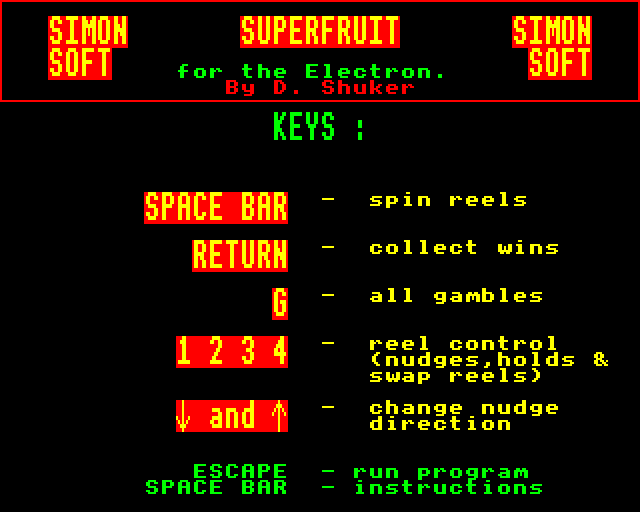 SIMON SUPERFRUIT SIMON
SOFT SOFT
for the Electron.
By D. Shuker
KEYS :
SPACE BAR - spin reels
RETURN - collect wins
G - all gambles
1 2 3 4 - reel control
(nudges,holds &
swap reels)
↓ and ↑ - change nudge
direction
ESCAPE - run program
SPACE BAR - instructions